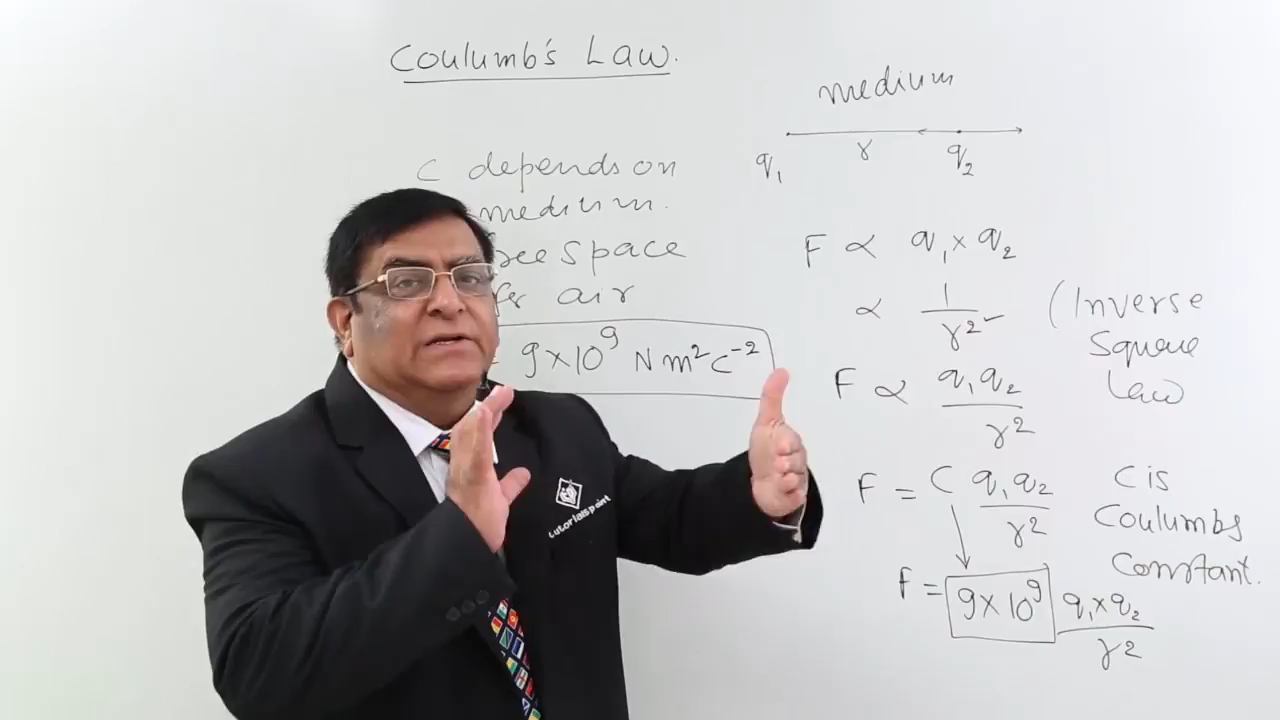 Coulumb's Law.
C depends on
medium.
space
air
9×10⁹ N m² c⁻²
medium
q₁ r q₂
F ∝ q₁ × q₂
∝ 1/r² (Inverse
Square
Law
F ∝ q₁q₂/r²
F = C q₁q₂/r² C is
Coulumbs
Constant.
F = 9×10⁹ q₁×q₂/r²
tutorialspoint